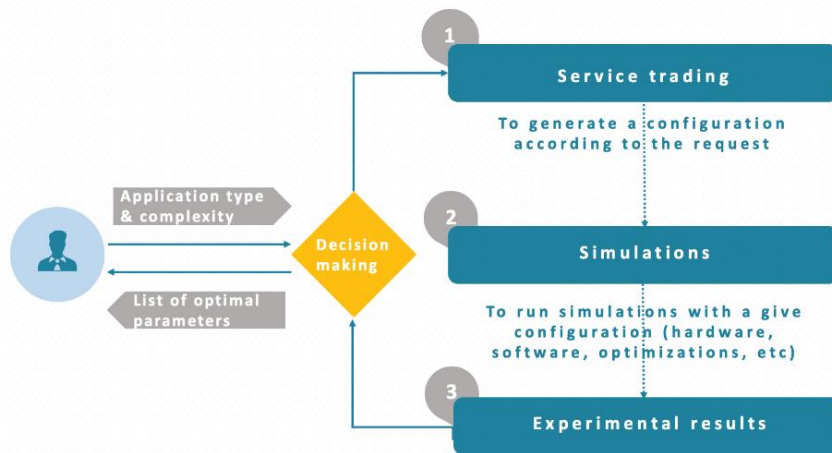 1
Service trading
To generate a configuration
according to the request
Application type
& complexity
Decision
making
List of optimal
parameters
2
Simulations
To run simulations with a give
configuration (hardware,
software, optimizations, etc)
3
Experimental results